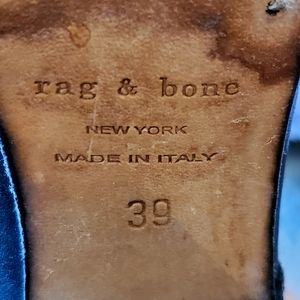 rag & bone
NEW YORK
MADE IN ITALY
39